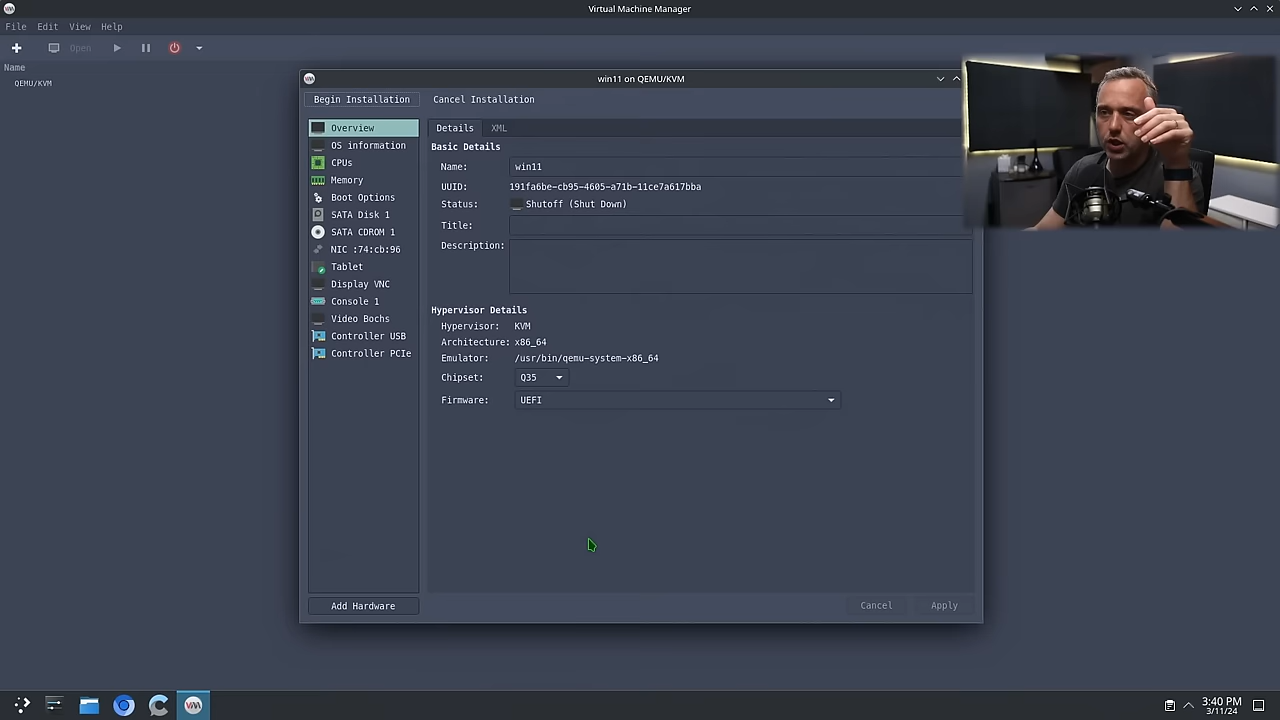 Virtual Machine Manager
File Edit View Help
Open
Name
QEMU/KVM
win11 on QEMU/KVM
Begin Installation Cancel Installation
Overview
OS information
CPUs
Memory
Boot Options
SATA Disk 1
SATA CDROM 1
NIC :74:cb:96
Tablet
Display VNC
Console 1
Video Bochs
Controller USB
Controller PCIe
Add Hardware
Details XML
Basic Details
Name: win11
UUID: 191fa6be-cb95-4605-a71b-11ce7a617bba
Status: Shutoff (Shut Down)
Title:
Description:
Hypervisor Details
Hypervisor: KVM
Architecture: x86_64
Emulator: /usr/bin/qemu-system-x86_64
Chipset: Q35
Firmware: UEFI
Cancel Apply
3:40 PM
3/11/24